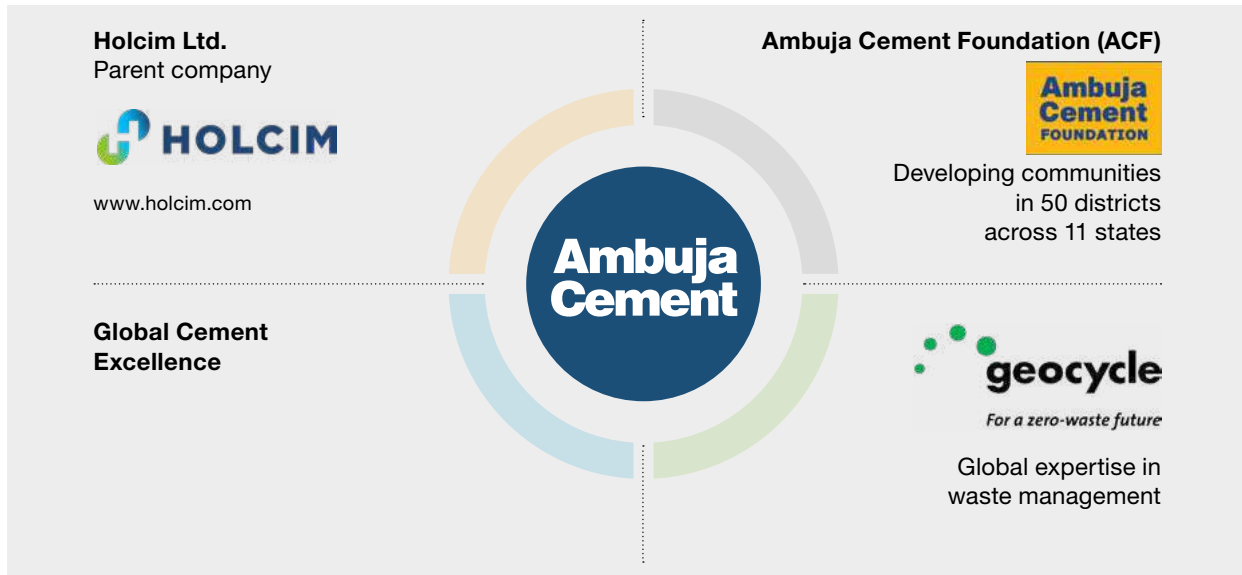 Holcim Ltd.
Parent company
HOLCIM
www.holcim.com
Ambuja Cement Foundation (ACF)
Ambuja
Cement
FOUNDATION
Developing communities
in 50 districts
across 11 states
Ambuja
Cement
Global Cement
Excellence
geocycle
For a zero-waste future
Global expertise in
waste management